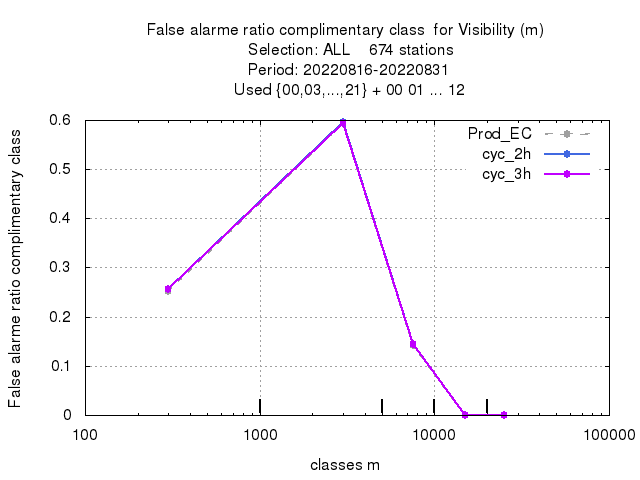 False alarme ratio complimentary class  for Visibility (m)
Selection: ALL    674 stations
Period: 20220816-20220831
Used {00,03,...,21} + 00 01 ... 12
Prod_EC
cyc_2h
cyc_3h
False alarme ratio complimentary class
0.6
0.5
0.4
0.3
0.2
0.1
0
100
1000
10000
100000
classes m